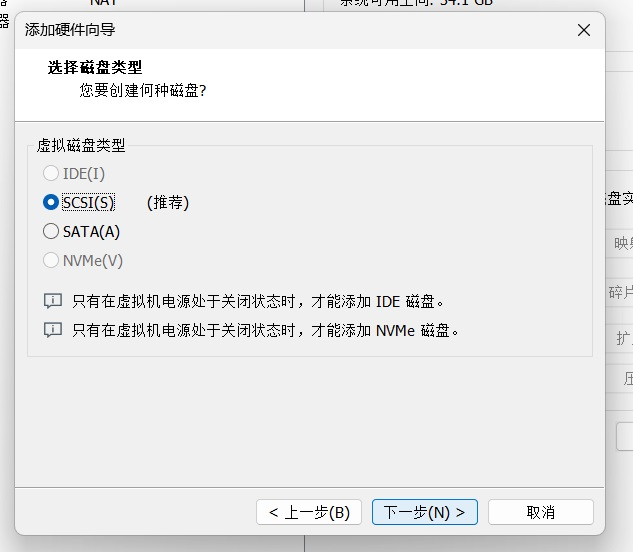 器
NAT
系统可用空间: 34.1 GB
添加硬件向导
选择磁盘类型
您要创建何种磁盘?
虚拟磁盘类型
IDE(I)
SCSI(S) (推荐)
SATA(A)
NVMe(V)
只有在虚拟机电源处于关闭状态时，才能添加 IDE 磁盘。
只有在虚拟机电源处于关闭状态时，才能添加 NVMe 磁盘。
盘实
映射
碎片
扩
压
< 上一步(B)
下一步(N) >
取消